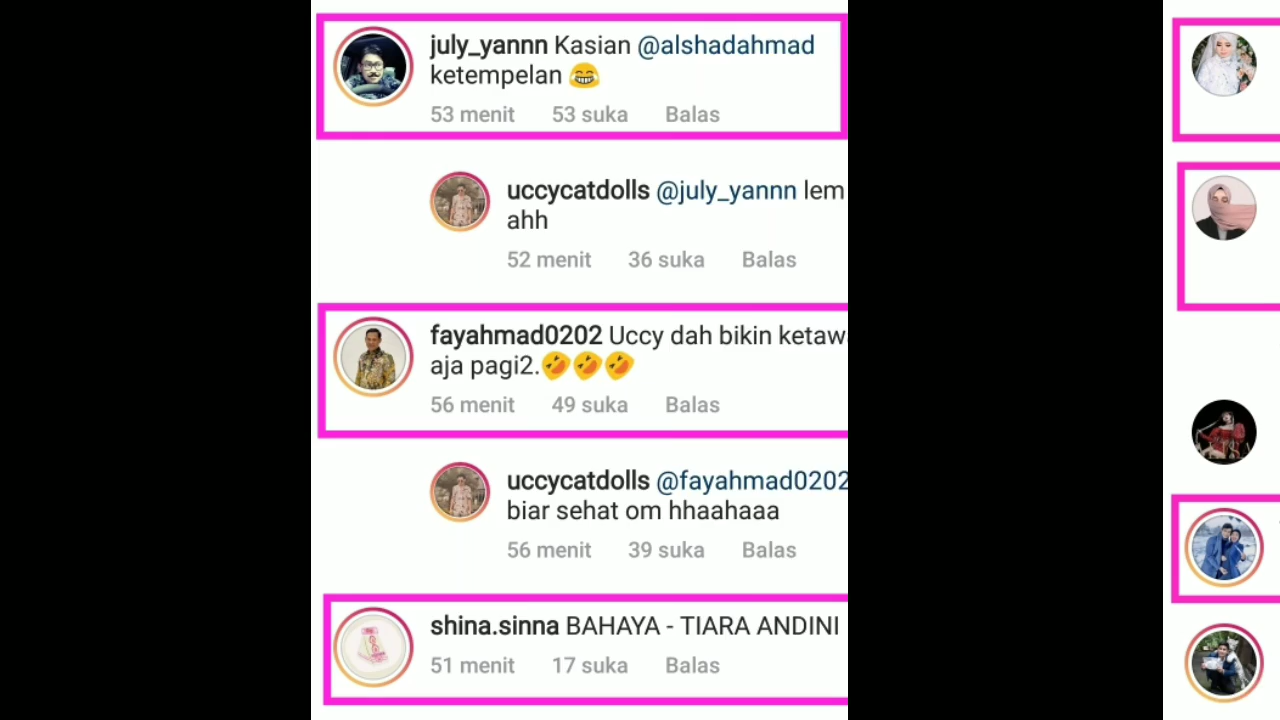 july_yannn Kasian @alshadahmad
ketempelan 😂
53 menit 53 suka Balas
uccycatdolls @july_yannn lem
ahh
52 menit 36 suka Balas
fayahmad0202 Uccy dah bikin ketaw
aja pagi2.🤣🤣🤣
56 menit 49 suka Balas
uccycatdolls @fayahmad0202
biar sehat om hhaahaaa
56 menit 39 suka Balas
shina.sinna BAHAYA - TIARA ANDINI
51 menit 17 suka Balas